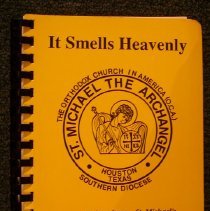 It Smells Heavenly
THE ORTHODOX CHURCH IN AMERICA (O.C.A.)
ST. MICHAEL THE ARCHANGEL
HOUSTON
TEXAS
SOUTHERN DIOCESE
St. Michael's